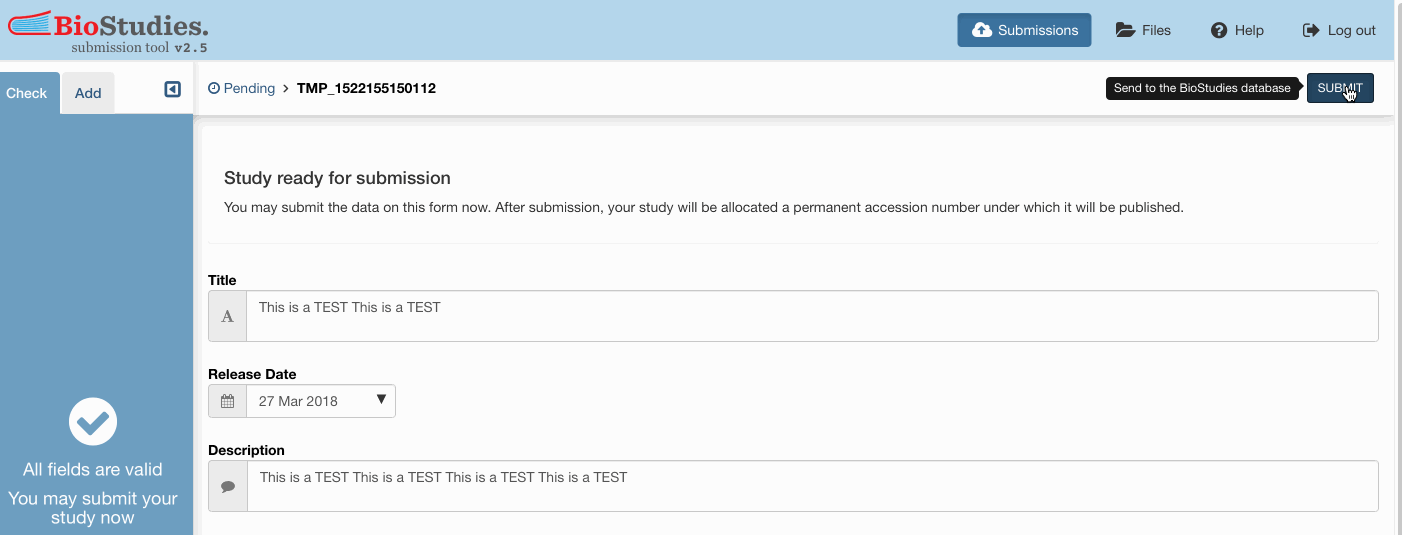 BioStudies.
submission tool v2.5
Submissions
Files
Help
Log out
Check
Add
Pending > TMP_1522155150112
Send to the BioStudies database
SUBMIT
Study ready for submission
You may submit the data on this form now. After submission, your study will be allocated a permanent accession number under which it will be published.
Title
A
This is a TEST This is a TEST
Release Date
27 Mar 2018
Description
This is a TEST This is a TEST This is a TEST This is a TEST
All fields are valid
You may submit your
study now